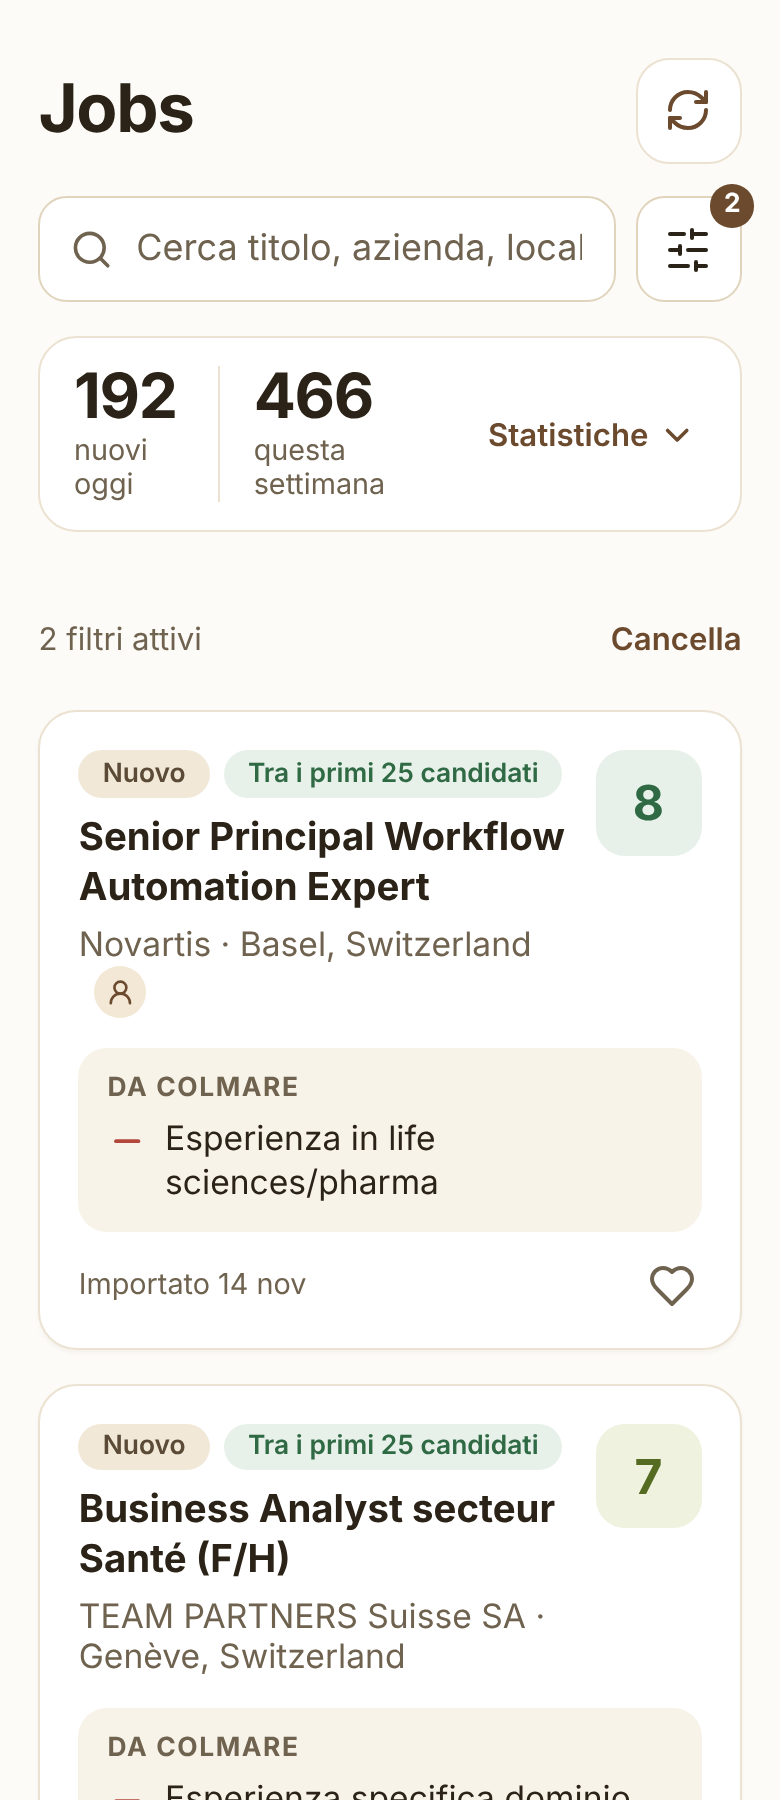 Jobs
Cerca titolo, azienda, local
2
192
nuovi
oggi
466
questa
settimana
Statistiche
2 filtri attivi
Cancella
Nuovo
Tra i primi 25 candidati
8
Senior Principal Workflow
Automation Expert
Novartis · Basel, Switzerland
DA COLMARE
Esperienza in life
sciences/pharma
Importato 14 nov
Nuovo
Tra i primi 25 candidati
7
Business Analyst secteur
Santé (F/H)
TEAM PARTNERS Suisse SA ·
Genève, Switzerland
DA COLMARE
Esperienza specifica dominio